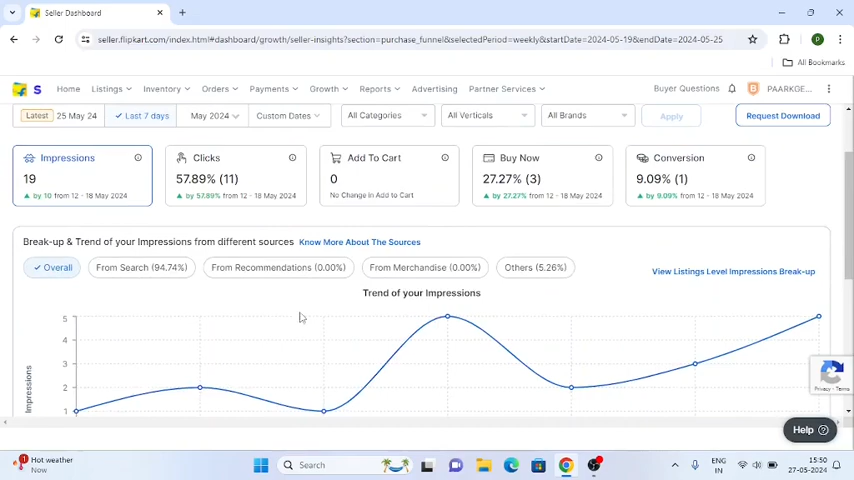 Seller Dashboard
seller.flipkart.com/index.html#dashboard/growth/seller-insights?section=purchase_funnel&selectedPeriod=weekly&startDate=2024-05-19&endDate=2024-05-25
P
All Bookmarks
Home Listings Inventory Orders Payments Growth Reports Advertising Partner Services Buyer Questions PAARKGE...
Latest 25 May 24 Last 7 days May 2024 Custom Dates All Categories All Verticals All Brands Apply Request Download
Impressions Clicks Add To Cart Buy Now Conversion
19 57.89% (11) 0 27.27% (3) 9.09% (1)
by 10 from 12 - 18 May 2024 by 57.89% from 12 - 18 May 2024 No Change in Add to Cart by 27.27% from 12 - 18 May 2024 by 9.09% from 12 - 18 May 2024
Break-up & Trend of your Impressions from different sources Know More About The Sources
Overall From Search (94.74%) From Recommendations (0.00%) From Merchandise (0.00%) Others (5.26%) View Listings Level Impressions Break-up
Trend of your Impressions
5
4
3
2
1
Impressions
Privacy - Terms
Help
Hot weather
Now
1
Search
ENG
IN
15:50
27-05-2024